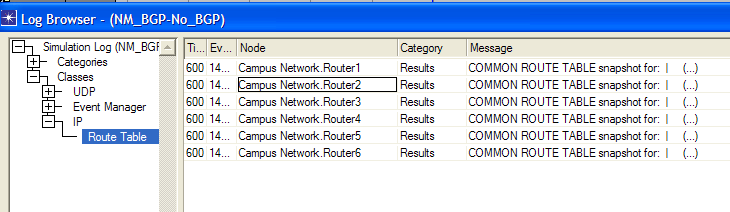 Log Browser - (NM_BGP-No_BGP)
Simulation Log (NM_BGP
Categories
Classes
UDP
Event Manager
IP
Route Table
Ti... Ev... Node Category Message
600 14... Campus Network.Router1 Results COMMON ROUTE TABLE snapshot for: | (...)
600 14... Campus Network.Router2 Results COMMON ROUTE TABLE snapshot for: | (...)
600 14... Campus Network.Router3 Results COMMON ROUTE TABLE snapshot for: | (...)
600 14... Campus Network.Router4 Results COMMON ROUTE TABLE snapshot for: | (...)
600 14... Campus Network.Router5 Results COMMON ROUTE TABLE snapshot for: | (...)
600 14... Campus Network.Router6 Results COMMON ROUTE TABLE snapshot for: | (...)